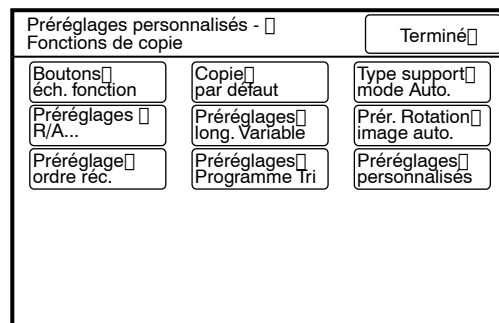 Préréglages personnalisés -
Fonctions de copie
Terminé
Boutons
éch. fonction
Copie
par défaut
Type support
mode Auto.
Préréglages
R/A...
Préréglages
long. Variable
Prér. Rotation
image auto.
Préréglage
ordre réc.
Préréglages
Programme Tri
Préréglages
personnalisés